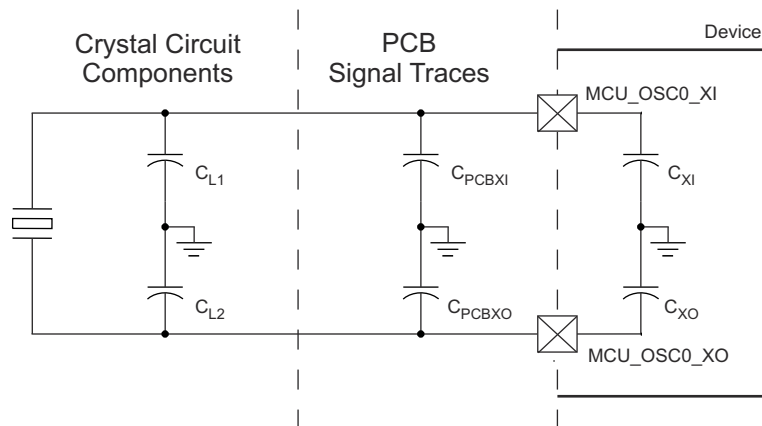 Crystal Circuit
Components
PCB
Signal Traces
Device
MCU_OSC0_XI
CL1
CPCBXI
CXI
CL2
CPCBXO
CXO
MCU_OSC0_XO